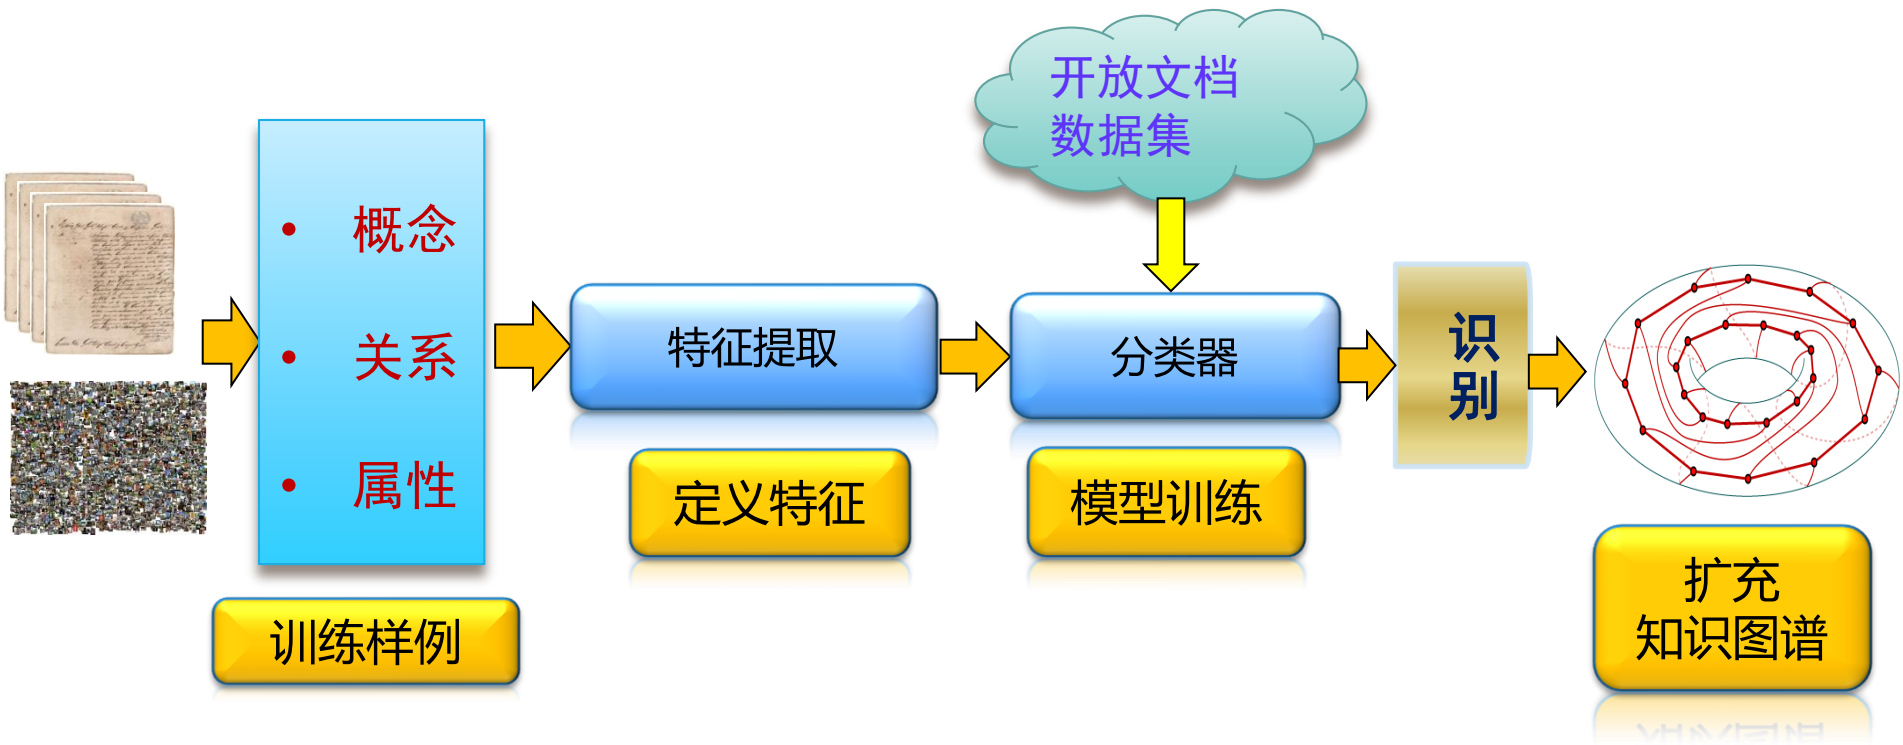 开放文档
数据集
• 概念
• 关系
• 属性
特征提取
分类器
识
别
定义特征
模型训练
训练样例
扩充
知识图谱